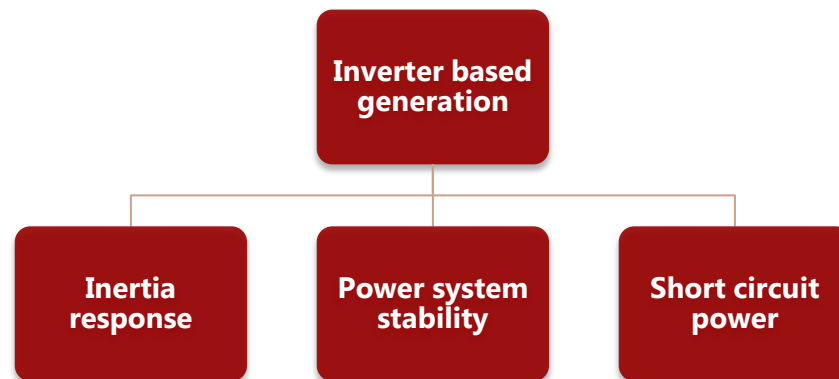 Inverter based
generation
Inertia
response
Power system
stability
Short circuit
power